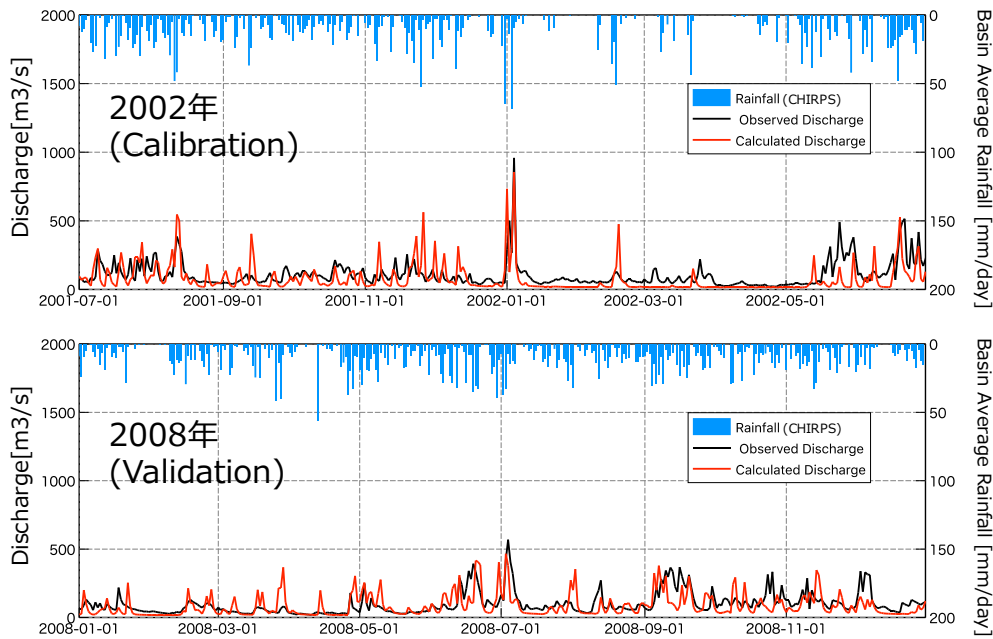 2000
1500
1000
500
0
Discharge[m3/s]
0
50
100
150
200
Basin Average Rainfall [mm/day]
2002年
(Calibration)
Rainfall (CHIRPS)
Observed Discharge
Calculated Discharge
2001-07-01
2001-09-01
2001-11-01
2002-01-01
2002-03-01
2002-05-01
2000
1500
1000
500
0
Discharge[m3/s]
0
50
100
150
200
Basin Average Rainfall [mm/day]
2008年
(Validation)
Rainfall (CHIRPS)
Observed Discharge
Calculated Discharge
2008-01-01
2008-03-01
2008-05-01
2008-07-01
2008-09-01
2008-11-01